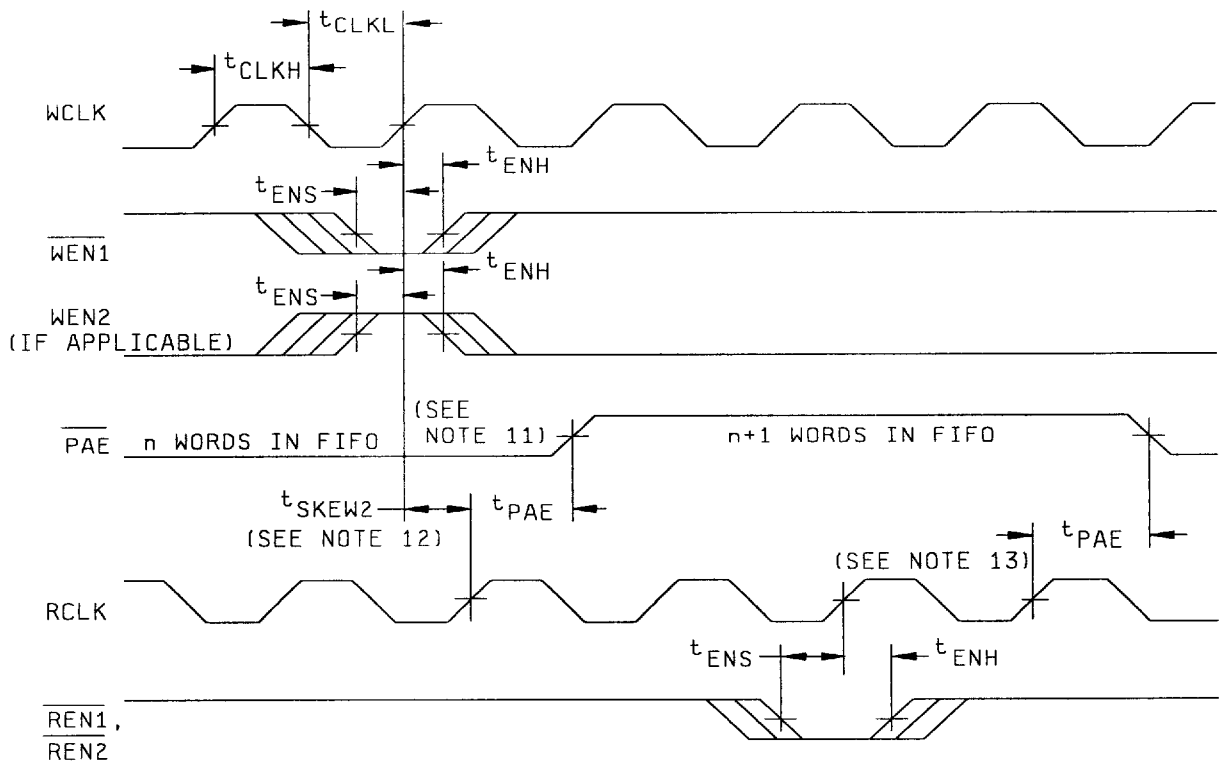 tCLKL
tCLKH
WCLK
tENH
tENS
WEN1
tENH
tENS
WEN2
(IF APPLICABLE)
PAE n WORDS IN FIFO
(SEE NOTE 11)
n+1 WORDS IN FIFO
tSKEW2
(SEE NOTE 12)
tPAE
tPAE
(SEE NOTE 13)
RCLK
tENS
tENH
REN1,
REN2